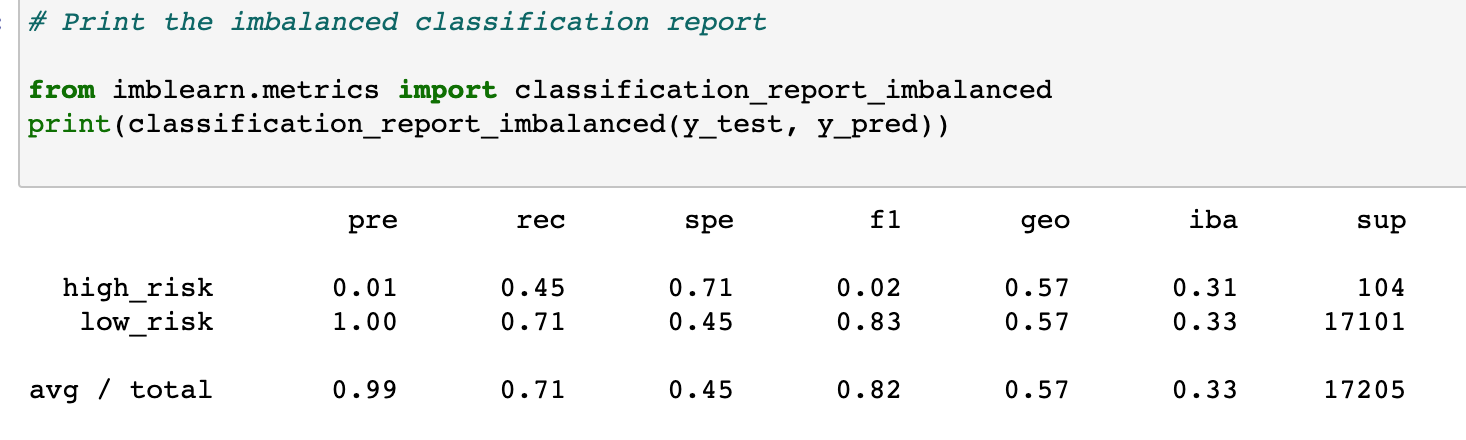 # Print the imbalanced classification report
from imblearn.metrics import classification_report_imbalanced
print(classification_report_imbalanced(y_test, y_pred))
pre rec spe f1 geo iba sup
high_risk 0.01 0.45 0.71 0.02 0.57 0.31 104
low_risk 1.00 0.71 0.45 0.83 0.57 0.33 17101
avg / total 0.99 0.71 0.45 0.82 0.57 0.33 17205